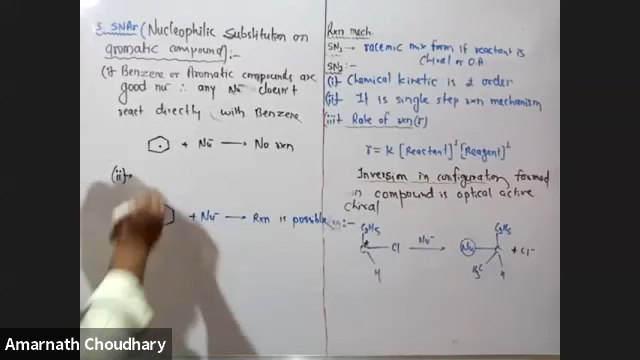 3. SNAr (Nucleophilic Substitution on
aromatic compound) :-
(i) Benzene or Aromatic compounds are
good nu⁻ ∴ any Nu⁻ doesn't
react directly with Benzene
+ Nu⁻ → No rxn
(ii) →
+ Nu⁻ → Rxn is possible
Rxn mech.
SN1 → racemic mix form if reactant is
chiral or O.A.
SN2 :-
(i) Chemical kinetic is 2 order
(ii) It is single step rxn mechanism
(iii) Rate of rxn (r)
r = K [Reactant]¹ [Reagent]¹
Inversion in configuration formed
compound is optical active
chiral
C2H5
C — Cl
H
Nu⁻ →
C2H5
Nu — C
H3C
H
+ Cl⁻
Amarnath Choudhary